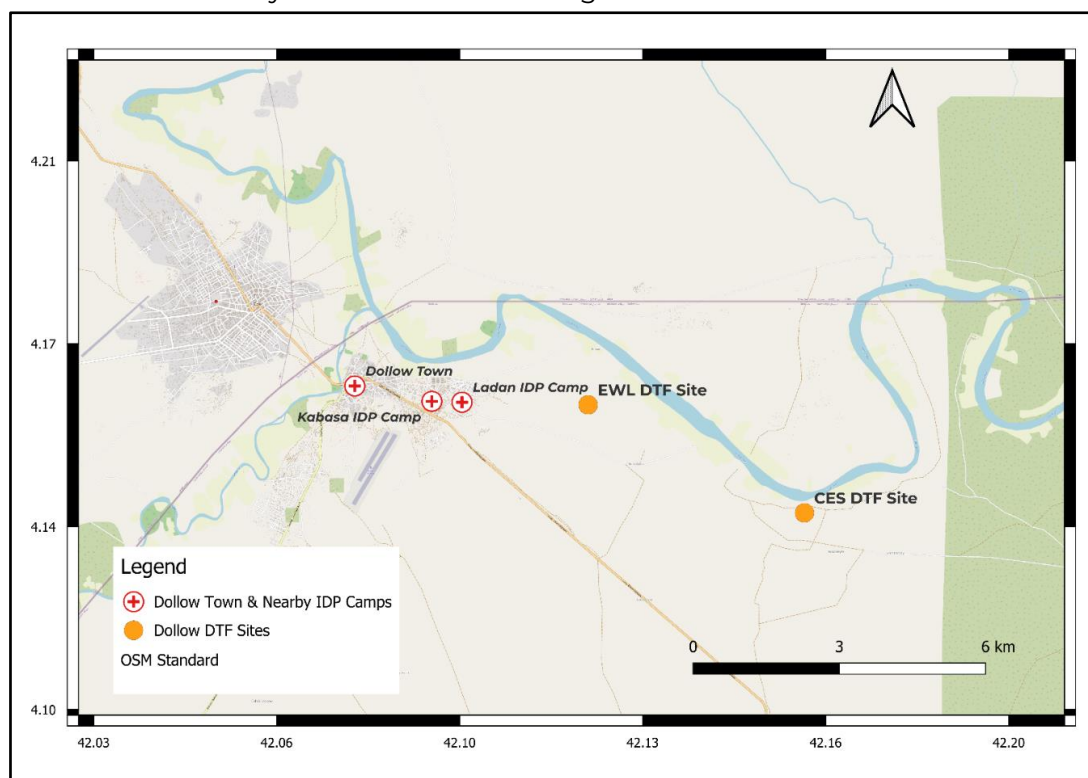 4.21
4.17
4.14
4.10
Dollow Town
Ladan IDP Camp
EWL DTF Site
Kabasa IDP Camp
CES DTF Site
Legend
Dollow Town & Nearby IDP Camps
Dollow DTF Sites
OSM Standard
0
3
6 km
42.03
42.06
42.10
42.13
42.16
42.20